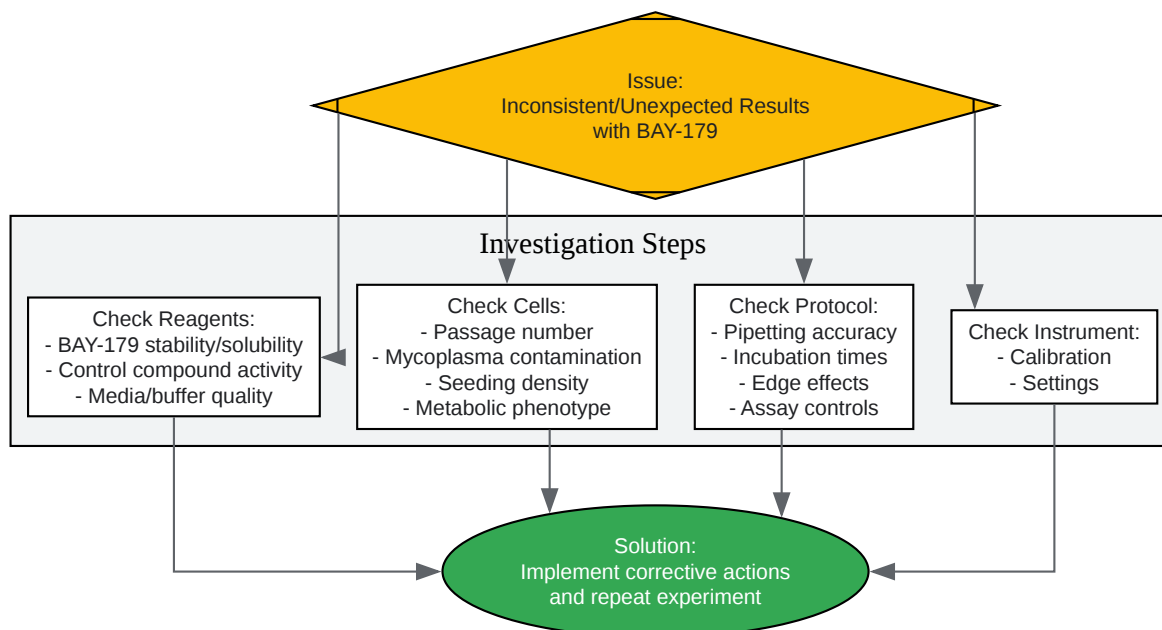 Issue:
Inconsistent/Unexpected Results
with BAY-179
Investigation Steps
Check Reagents:
- BAY-179 stability/solubility
- Control compound activity
- Media/buffer quality
Check Cells:
- Passage number
- Mycoplasma contamination
- Seeding density
- Metabolic phenotype
Check Protocol:
- Pipetting accuracy
- Incubation times
- Edge effects
- Assay controls
Check Instrument:
- Calibration
- Settings
Solution:
Implement corrective actions
and repeat experiment